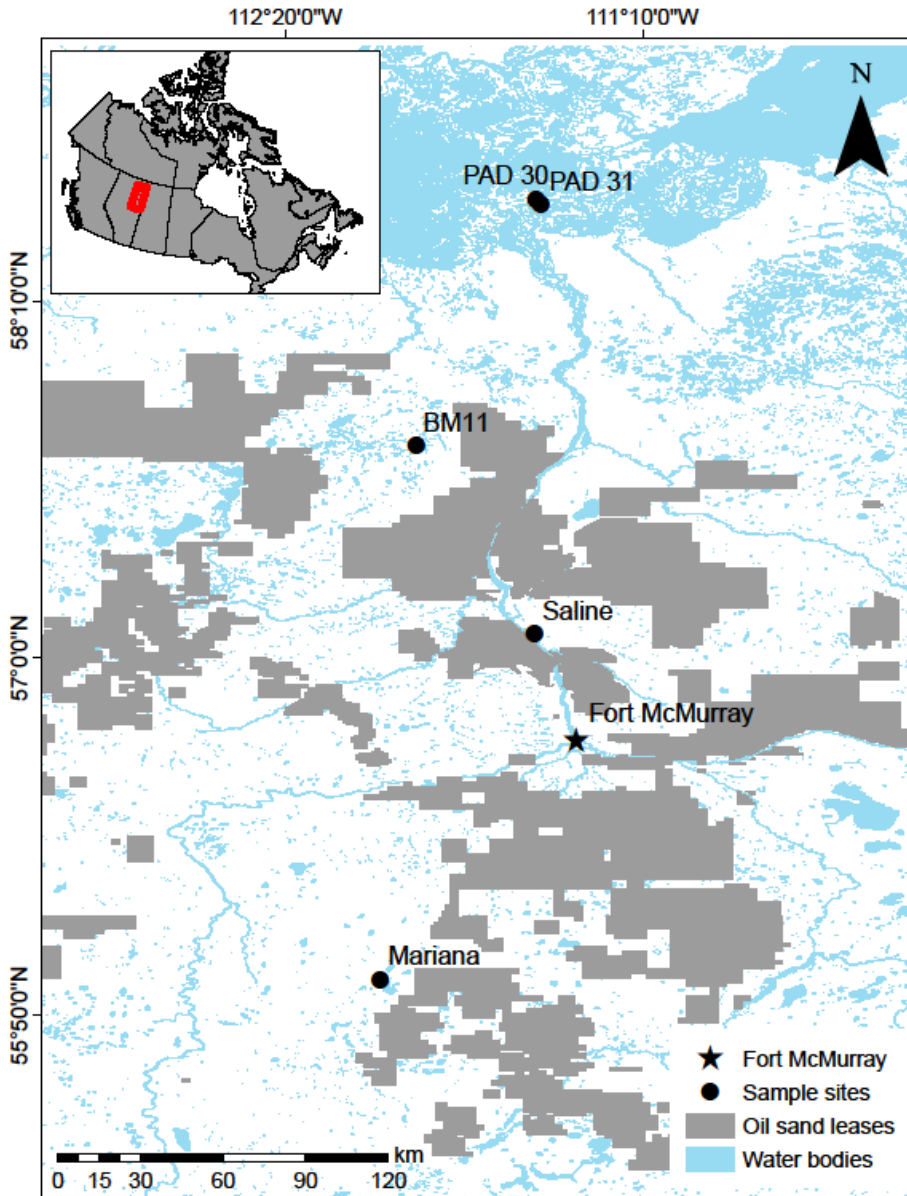 112°20'0"W 111°10'0"W
N
PAD 30 PAD 31
58°10'0"N
BM11
Saline
57°0'0"N
Fort McMurray
Mariana
55°50'0"N
Fort McMurray
Sample sites
Oil sand leases
Water bodies
km
0 15 30 60 90 120